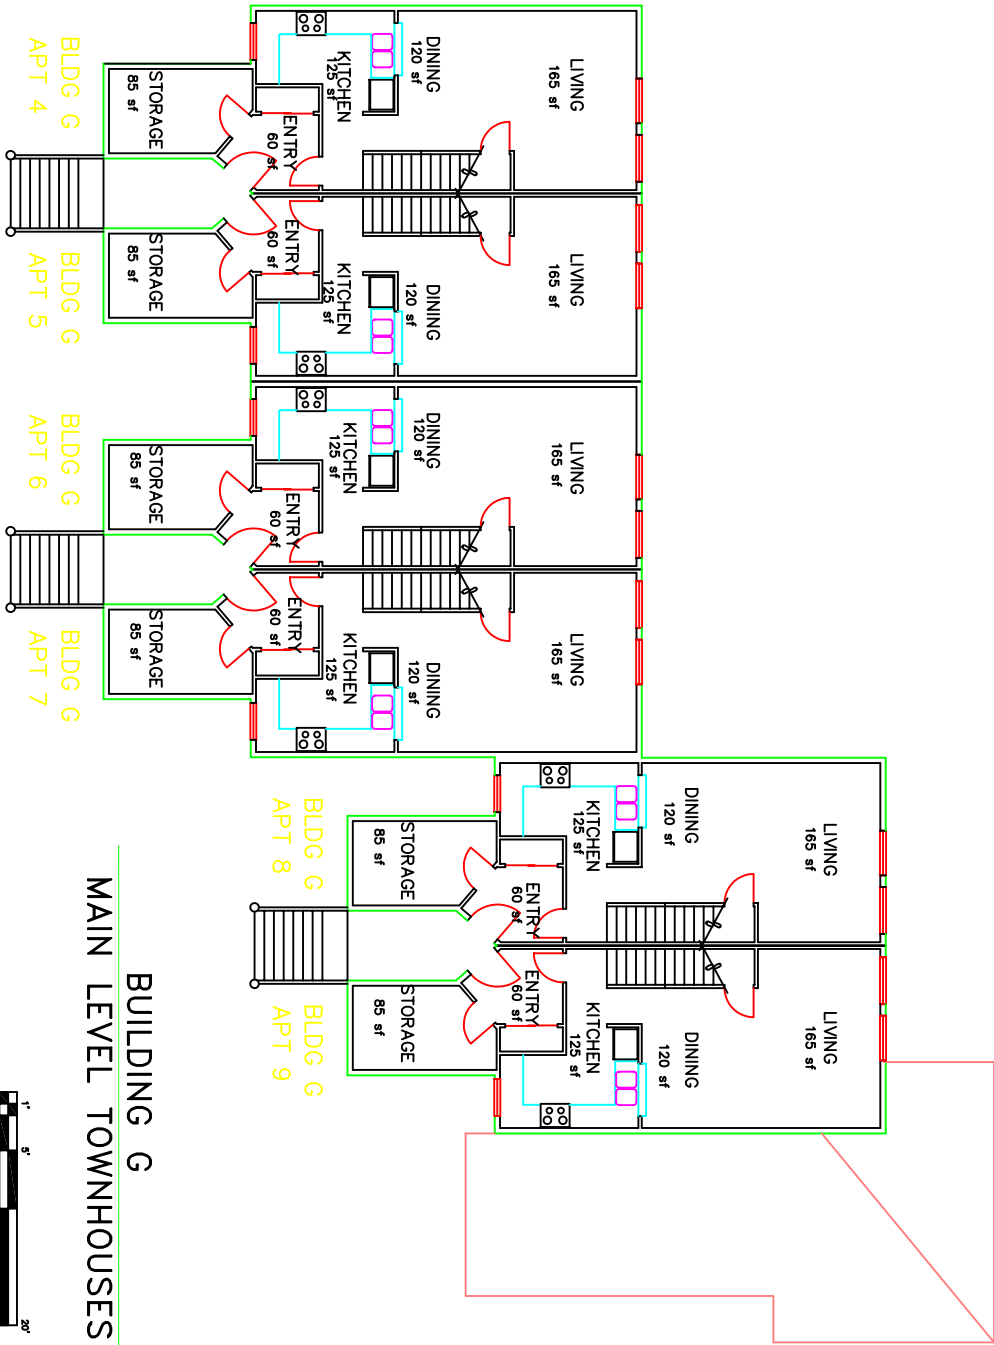 BLDG G
APT 4
STORAGE
85 sf
ENTRY
60 sf
KITCHEN
125 sf
DINING
120 sf
LIVING
165 sf
BLDG G
APT 5
STORAGE
85 sf
ENTRY
60 sf
KITCHEN
125 sf
DINING
120 sf
LIVING
165 sf
BLDG G
APT 6
STORAGE
85 sf
ENTRY
60 sf
KITCHEN
125 sf
DINING
120 sf
LIVING
165 sf
BLDG G
APT 7
STORAGE
85 sf
ENTRY
60 sf
KITCHEN
125 sf
DINING
120 sf
LIVING
165 sf
BLDG G
APT 8
STORAGE
85 sf
ENTRY
60 sf
KITCHEN
125 sf
DINING
120 sf
LIVING
165 sf
BLDG G
APT 9
STORAGE
85 sf
ENTRY
60 sf
KITCHEN
125 sf
DINING
120 sf
LIVING
165 sf
BUILDING G
MAIN LEVEL TOWNHOUSES
1' 5' 20'